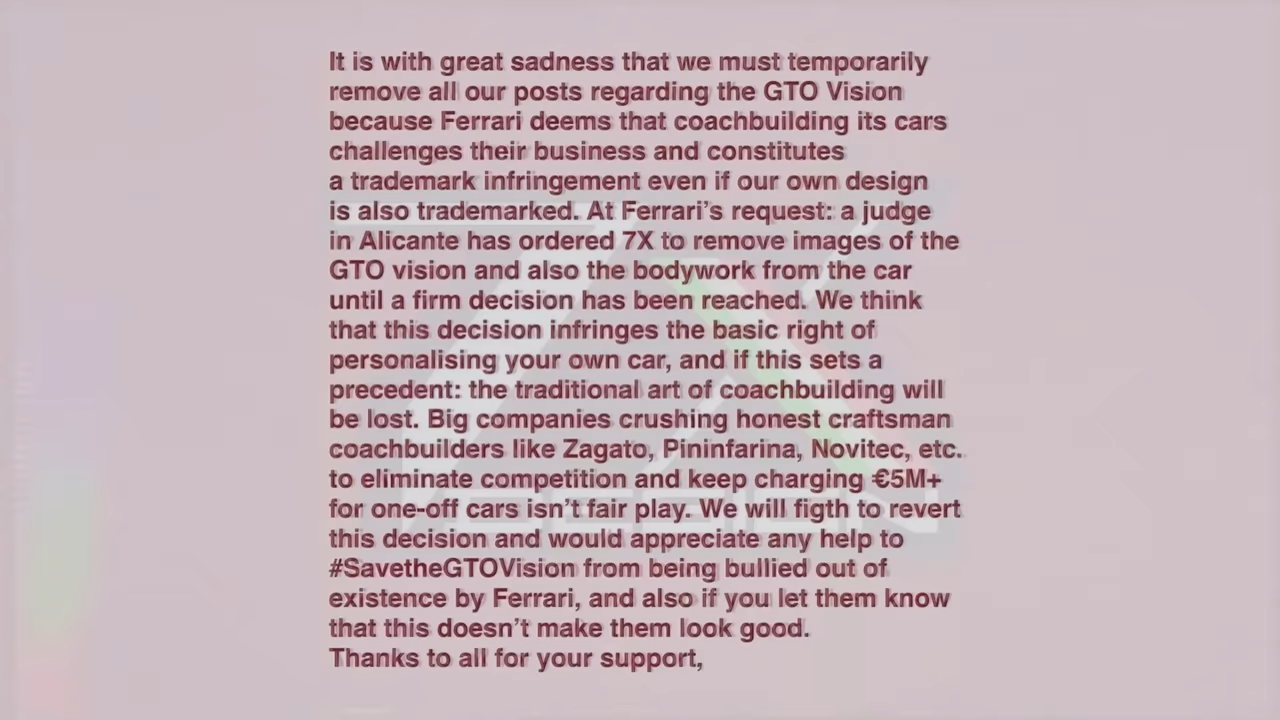 It is with great sadness that we must temporarily
remove all our posts regarding the GTO Vision
because Ferrari deems that coachbuilding its cars
challenges their business and constitutes
a trademark infringement even if our own design
is also trademarked. At Ferrari’s request: a judge
in Alicante has ordered 7X to remove images of the
GTO vision and also the bodywork from the car
until a firm decision has been reached. We think
that this decision infringes the basic right of
personalising your own car, and if this sets a
precedent: the traditional art of coachbuilding will
be lost. Big companies crushing honest craftsman
coachbuilders like Zagato, Pininfarina, Novitec, etc.
to eliminate competition and keep charging €5M+
for one-off cars isn’t fair play. We will figth to revert
this decision and would appreciate any help to
#SavetheGTOVision from being bullied out of
existence by Ferrari, and also if you let them know
that this doesn’t make them look good.
Thanks to all for your support,
7X
DESIGN